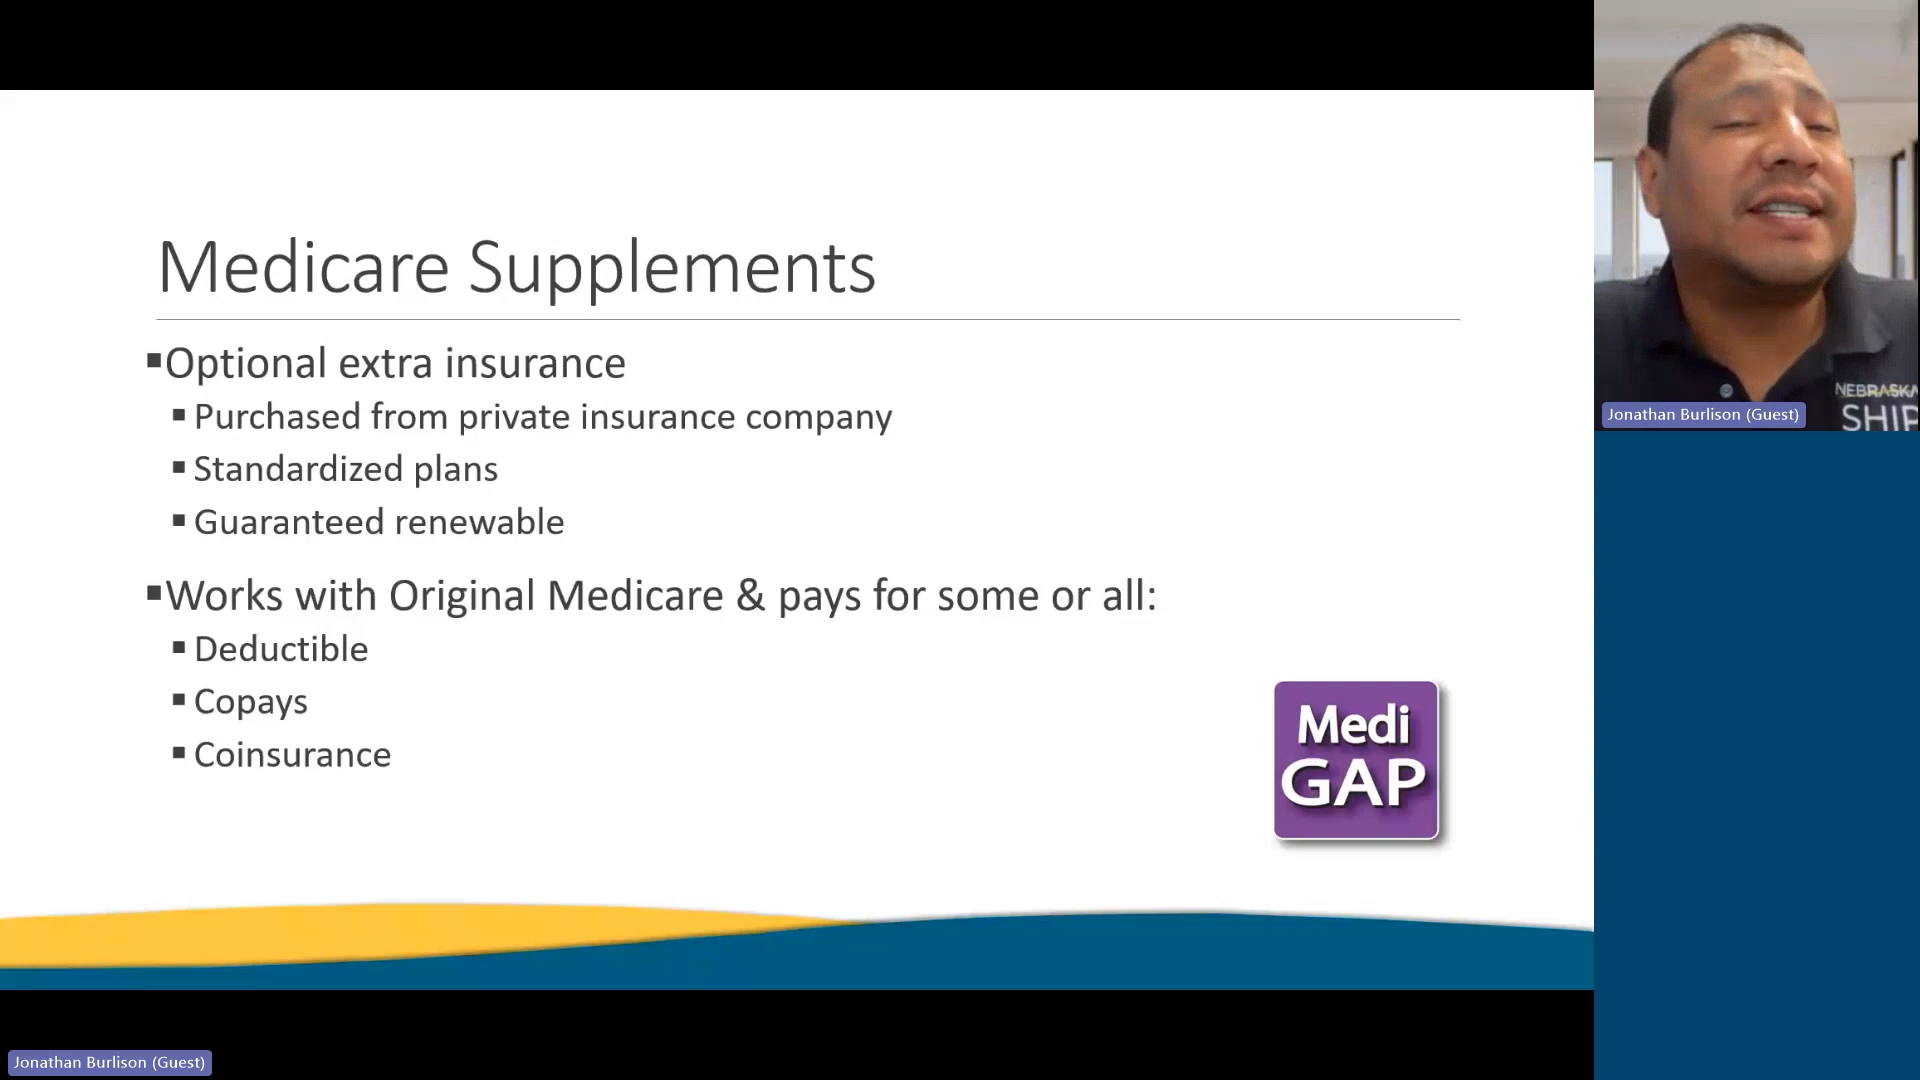 Medicare Supplements
▪Optional extra insurance
▪Purchased from private insurance company
▪Standardized plans
▪Guaranteed renewable
▪Works with Original Medicare & pays for some or all:
▪Deductible
▪Copays
▪Coinsurance
Medi
GAP
NEBRASKA
SHIP
Jonathan Burlison (Guest)
Jonathan Burlison (Guest)